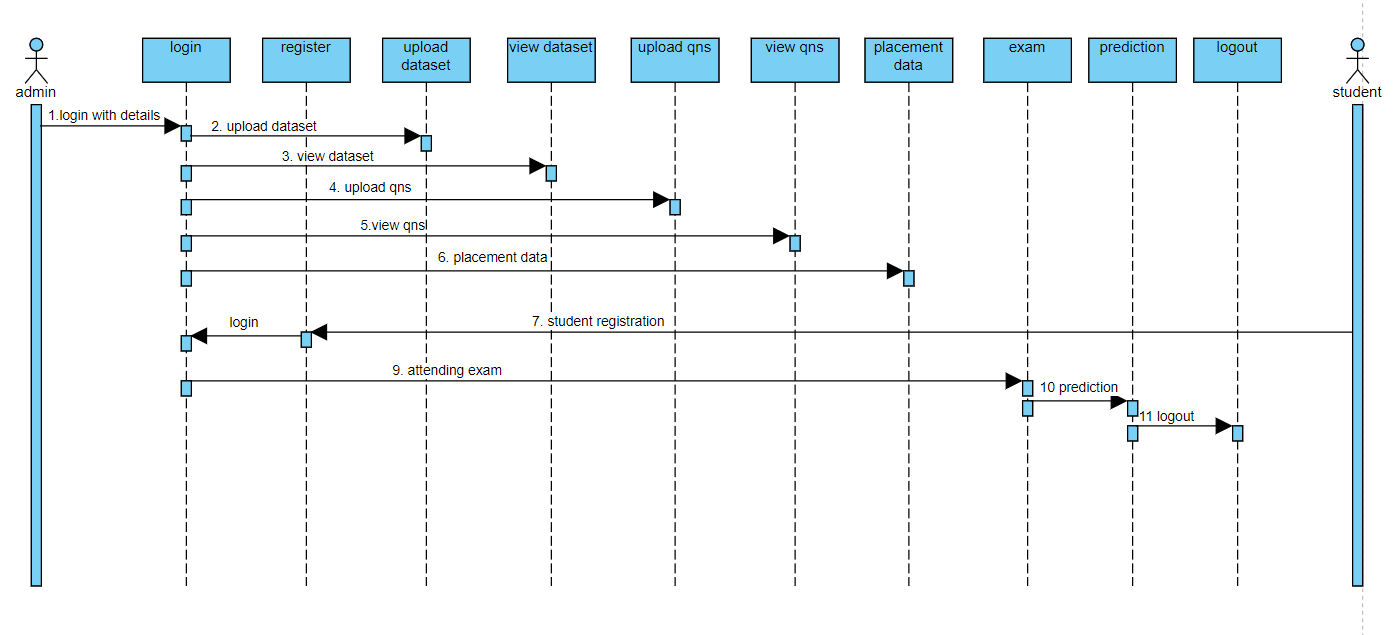 login
register
upload
dataset
view dataset
upload qns
view qns
placement
data
exam
prediction
logout
admin
student
1.login with details
2. upload dataset
3. view dataset
4. upload qns
5.view qns
6. placement data
7. student registration
login
9. attending exam
10 prediction
11 logout